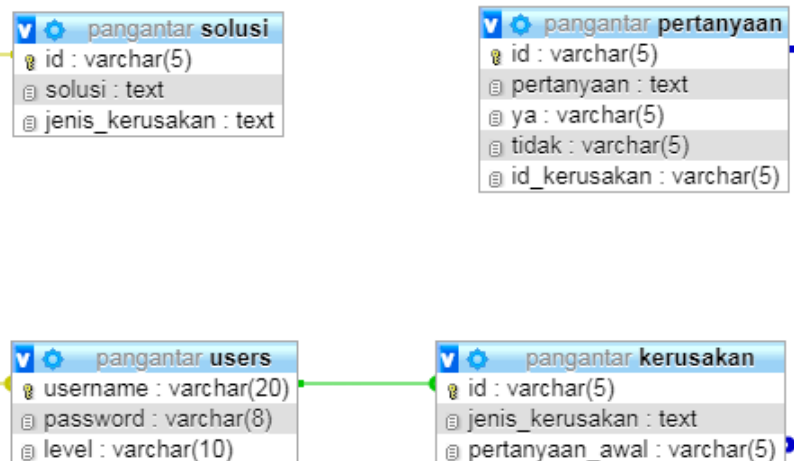 pangantar solusi
id : varchar(5)
solusi : text
jenis_kerusakan : text
pangantar pertanyaan
id : varchar(5)
pertanyaan : text
ya : varchar(5)
tidak : varchar(5)
id_kerusakan : varchar(5)
pangantar users
username : varchar(20)
password : varchar(8)
level : varchar(10)
pangantar kerusakan
id : varchar(5)
jenis_kerusakan : text
pertanyaan_awal : varchar(5)